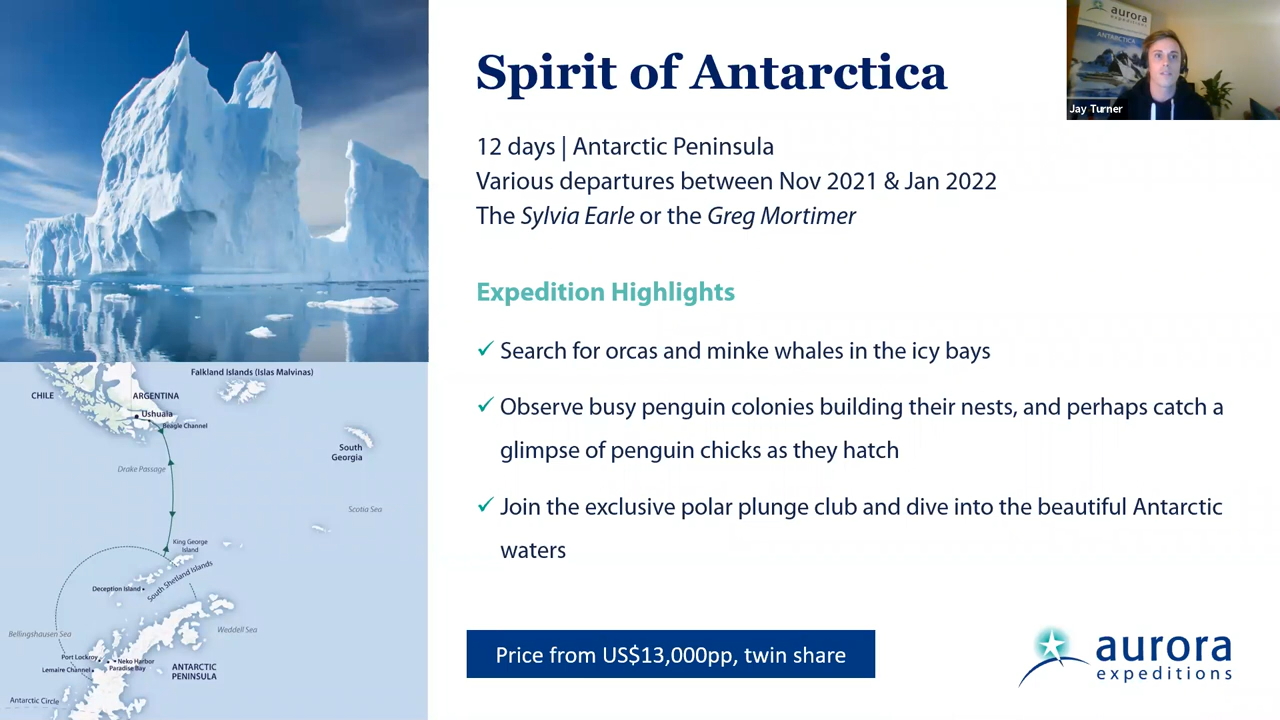 Spirit of Antarctica
12 days | Antarctic Peninsula
Various departures between Nov 2021 & Jan 2022
The Sylvia Earle or the Greg Mortimer
Expedition Highlights
✓ Search for orcas and minke whales in the icy bays
✓ Observe busy penguin colonies building their nests, and perhaps catch a
glimpse of penguin chicks as they hatch
✓ Join the exclusive polar plunge club and dive into the beautiful Antarctic
waters
Price from US$13,000pp, twin share
aurora
expeditions
aurora
expeditions
ANTARCTICA
Jay Turner
Falkland Islands (Islas Malvinas)
CHILE
ARGENTINA
Ushuaia
Beagle Channel
South
Georgia
Drake Passage
Scotia Sea
King George
Island
South Shetland Islands
Deception Island
Weddell Sea
Bellingshausen Sea
Port Lockroy
Neko Harbor
Lemaire Channel
Paradise Bay
ANTARCTIC
PENINSULA
Antarctic Circle